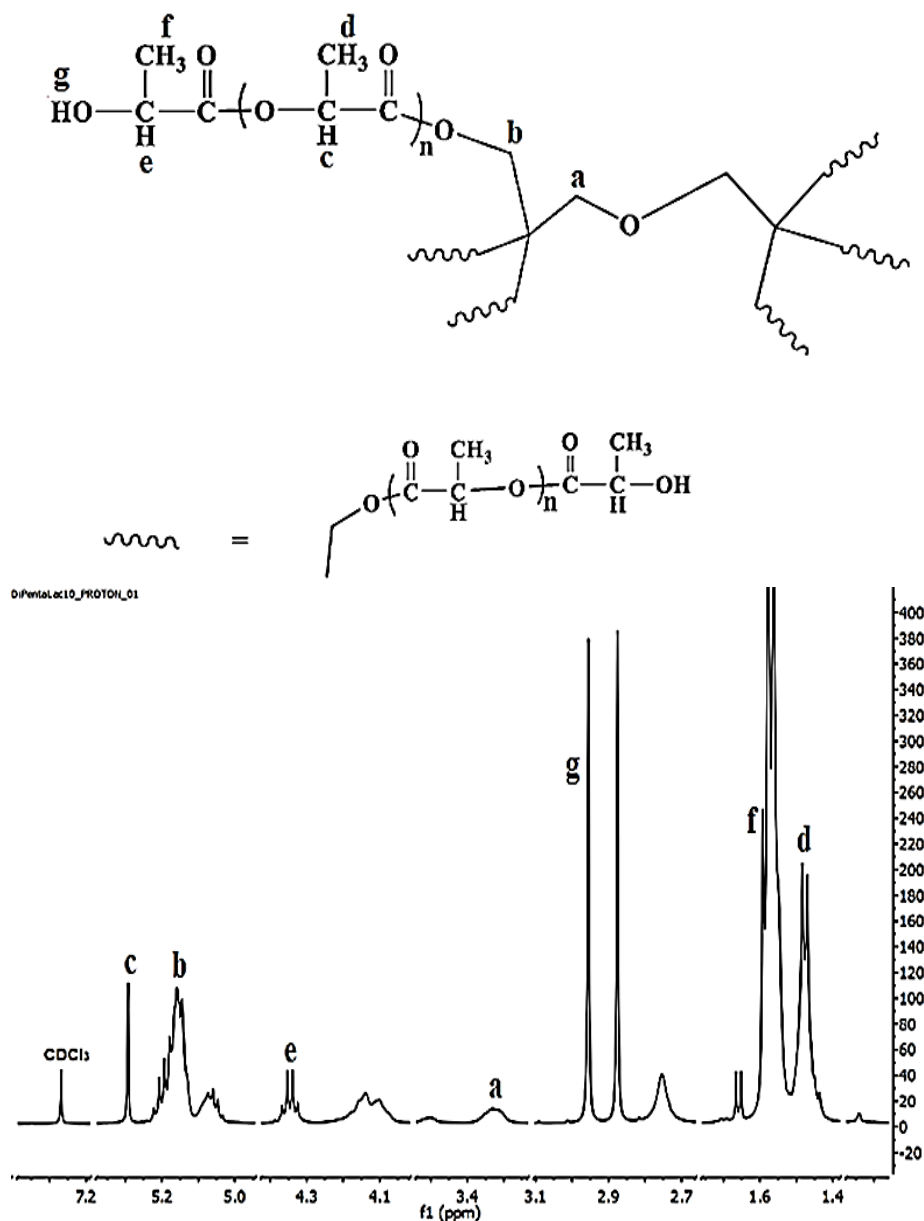 f
d
CH₃ O CH₃ O
g
HO C C ( O C C ) n O
H H
e c
b
a
O
O CH₃ O CH₃
O ( C C O ) n C C OH
H H
=
DiPentaLac10_PROTON_01
400
380
360
340
320
300
280
260
240
220
200
180
160
140
120
100
80
60
40
20
0
-20
g
f
d
c
b
CDCl₃
e
a
7.2 5.2 5.0 4.3 4.1 3.4 3.1 2.9 2.7 1.6 1.4
f1 (ppm)